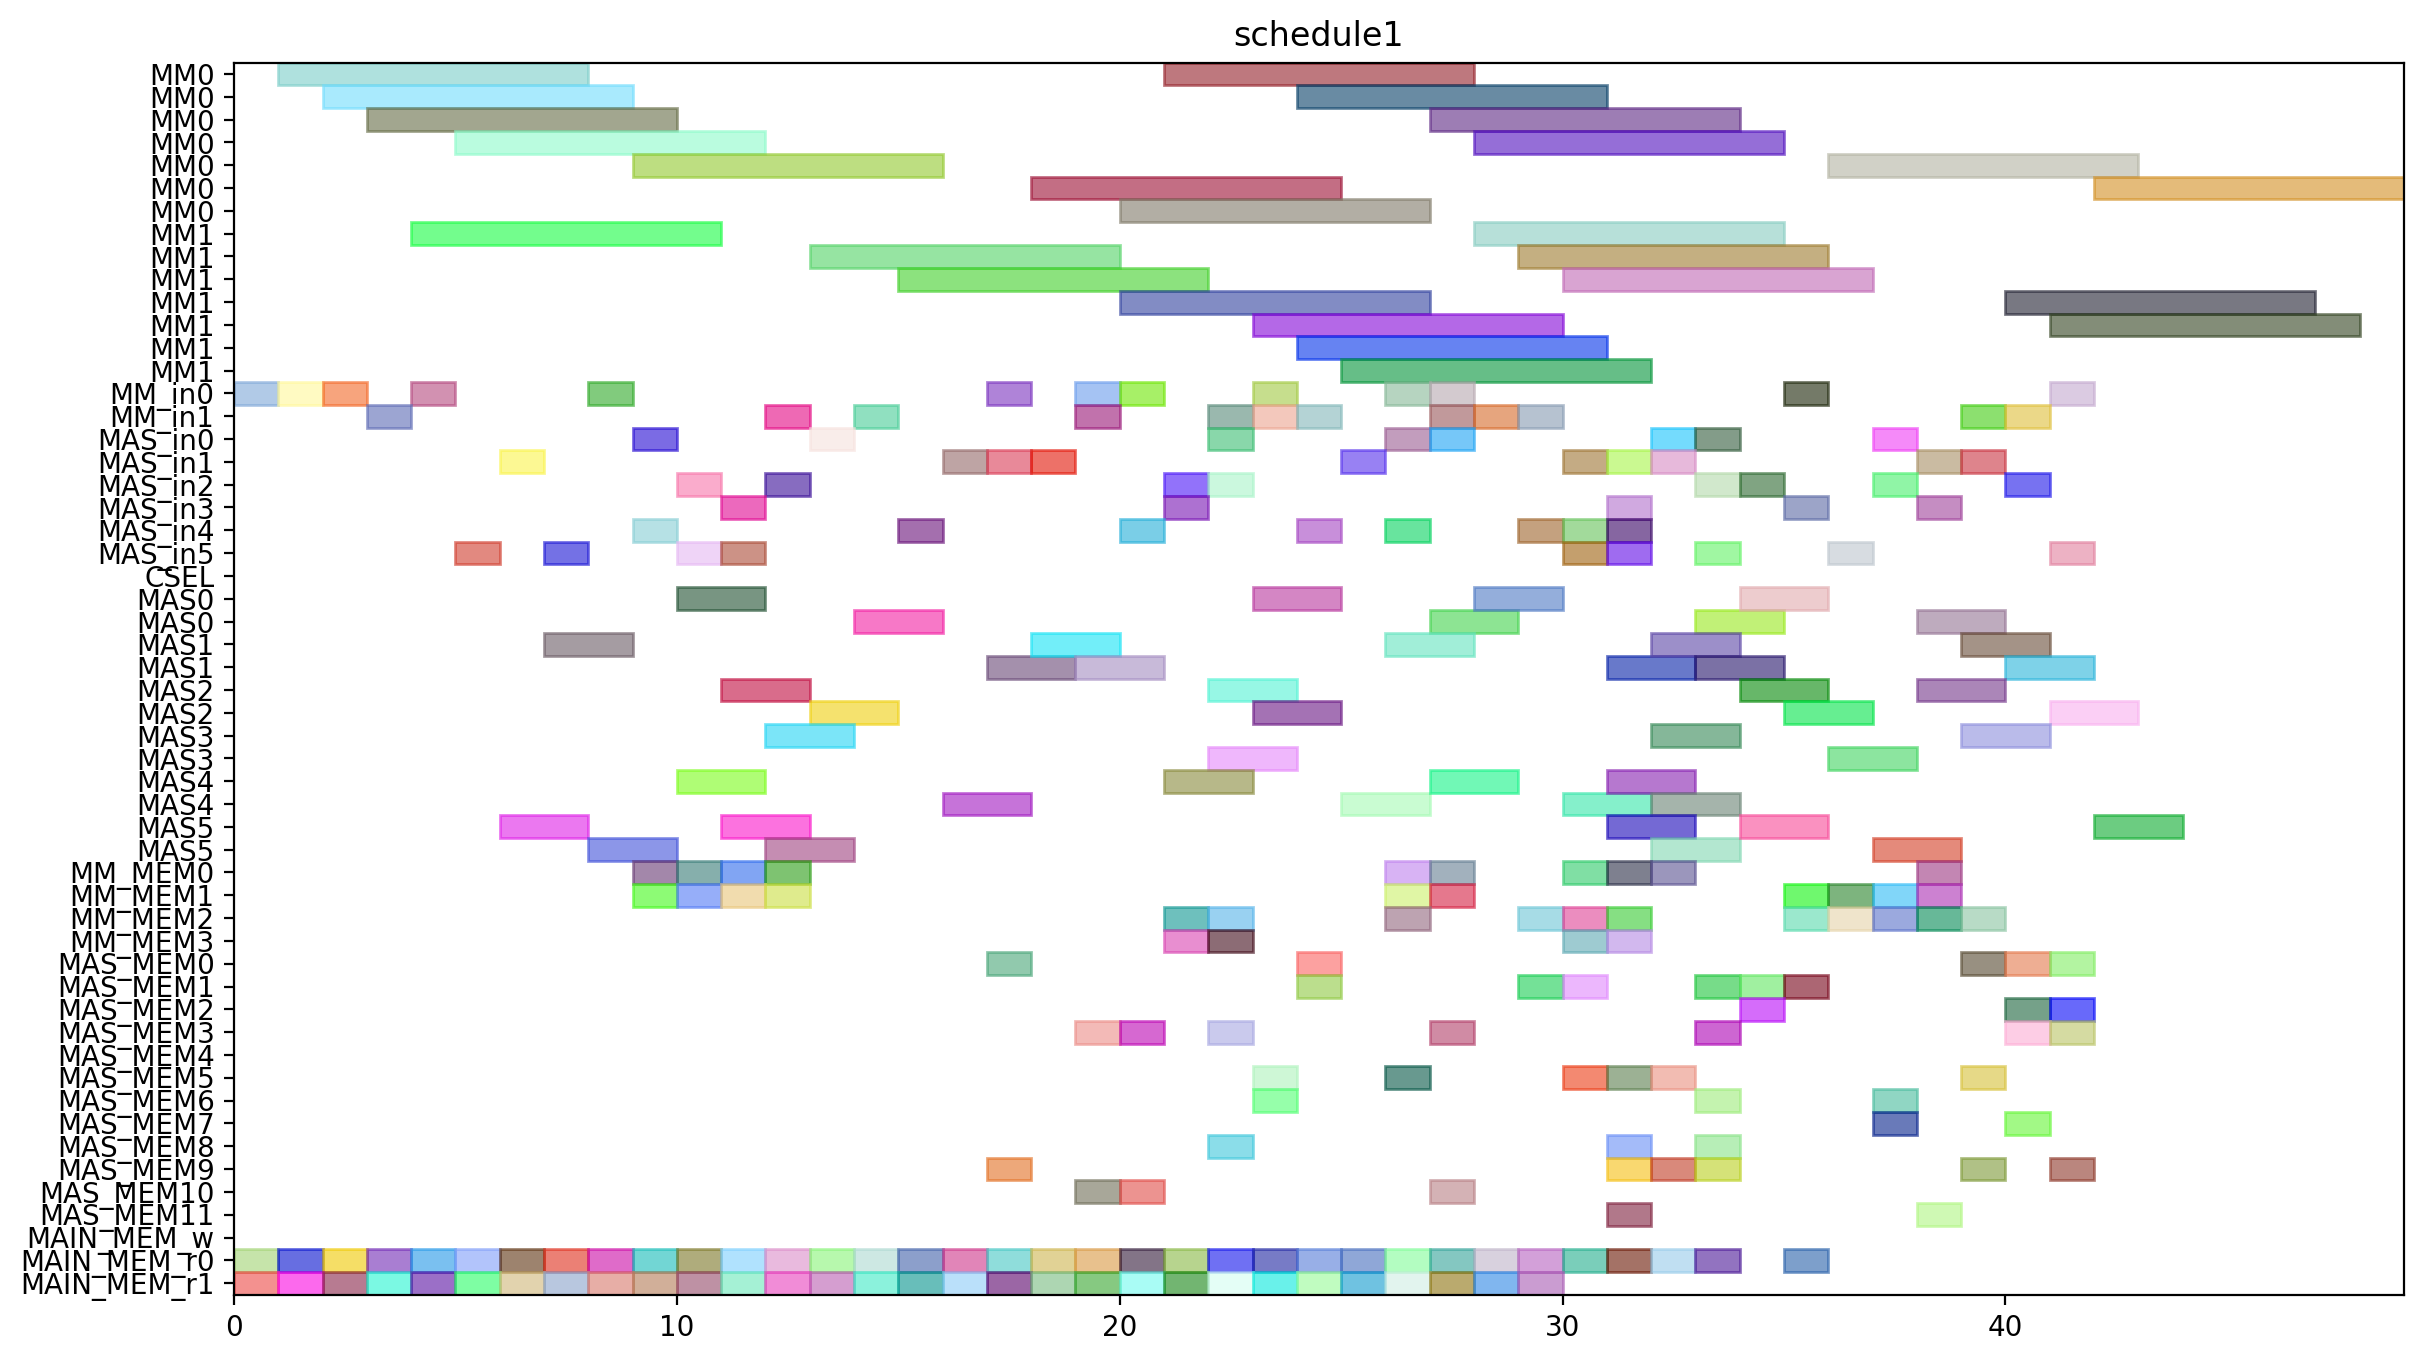 schedule1
MM0
MM0
MM0
MM0
MM0
MM0
MM0
MM1
MM1
MM1
MM1
MM1
MM1
MM1
MM_in0
MM_in1
MAS_in0
MAS_in1
MAS_in2
MAS_in3
MAS_in4
MAS_in5
CSEL
MAS0
MAS0
MAS1
MAS1
MAS2
MAS2
MAS3
MAS3
MAS4
MAS4
MAS5
MAS5
MM_MEM0
MM_MEM1
MM_MEM2
MM_MEM3
MAS_MEM0
MAS_MEM1
MAS_MEM2
MAS_MEM3
MAS_MEM4
MAS_MEM5
MAS_MEM6
MAS_MEM7
MAS_MEM8
MAS_MEM9
MAS_MEM10
MAS_MEM11
MAIN_MEM_w
MAIN_MEM_r0
MAIN_MEM_r1
0 10 20 30 40